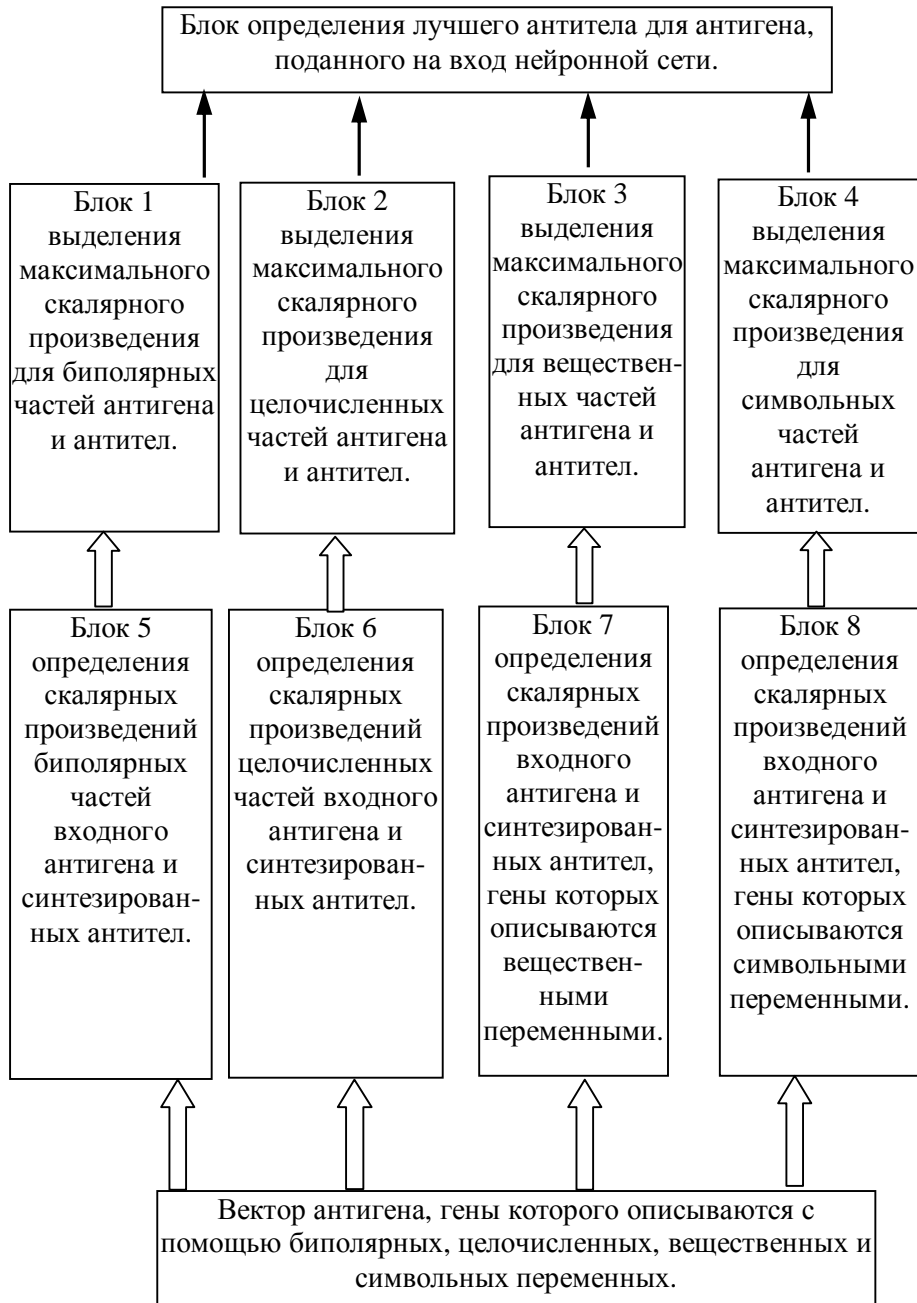 Блок определения лучшего антитела для антигена,
поданного на вход нейронной сети.
Блок 1
выделения
максимального
скалярного
произведения
для биполярных
частей антигена
и антител.
Блок 2
выделения
максимального
скалярного
произведения
для
целочисленных
частей антигена
и антител.
Блок 3
выделения
максимального
скалярного
произведения
для веществен-
ных частей
антигена и
антител.
Блок 4
выделения
максимального
скалярного
произведения
для
символьных
частей
антигена и
антител.
Блок 5
определения
скалярных
произведений
биполярных
частей
входного
антигена и
синтезирован-
ных антител.
Блок 6
определения
скалярных
произведений
целочисленных
частей входного
антигена и
синтезирован-
ных антител.
Блок 7
определения
скалярных
произведений
входного
антигена и
синтезирован-
ных антител,
гены которых
описываются
веществен-
ными
переменными.
Блок 8
определения
скалярных
произведений
входного
антигена и
синтезирован-
ных антител,
гены которых
описываются
символьными
переменными.
Вектор антигена, гены которого описываются с
помощью биполярных, целочисленных, вещественных и
символьных переменных.